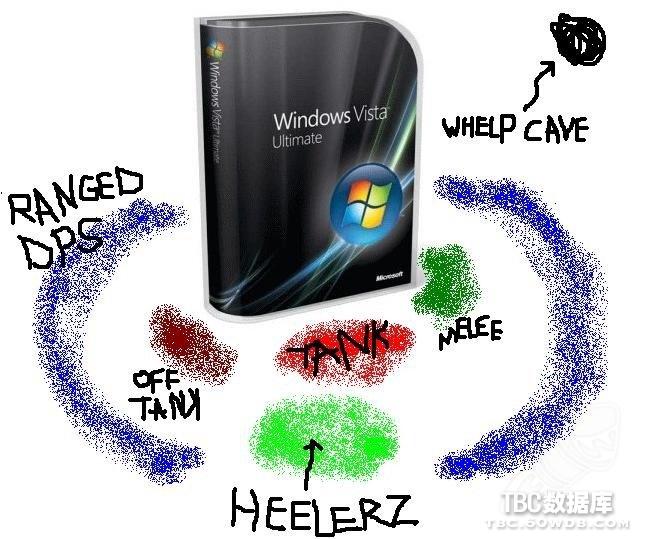 Windows Vista
Ultimate
Windows Vista Ultimate
Microsoft
WHELP CAVE
RANGED
DPS
MELEE
OFF
TANK
TANK
HEELERZ
TBC数据库
TBC.60WDB.COM